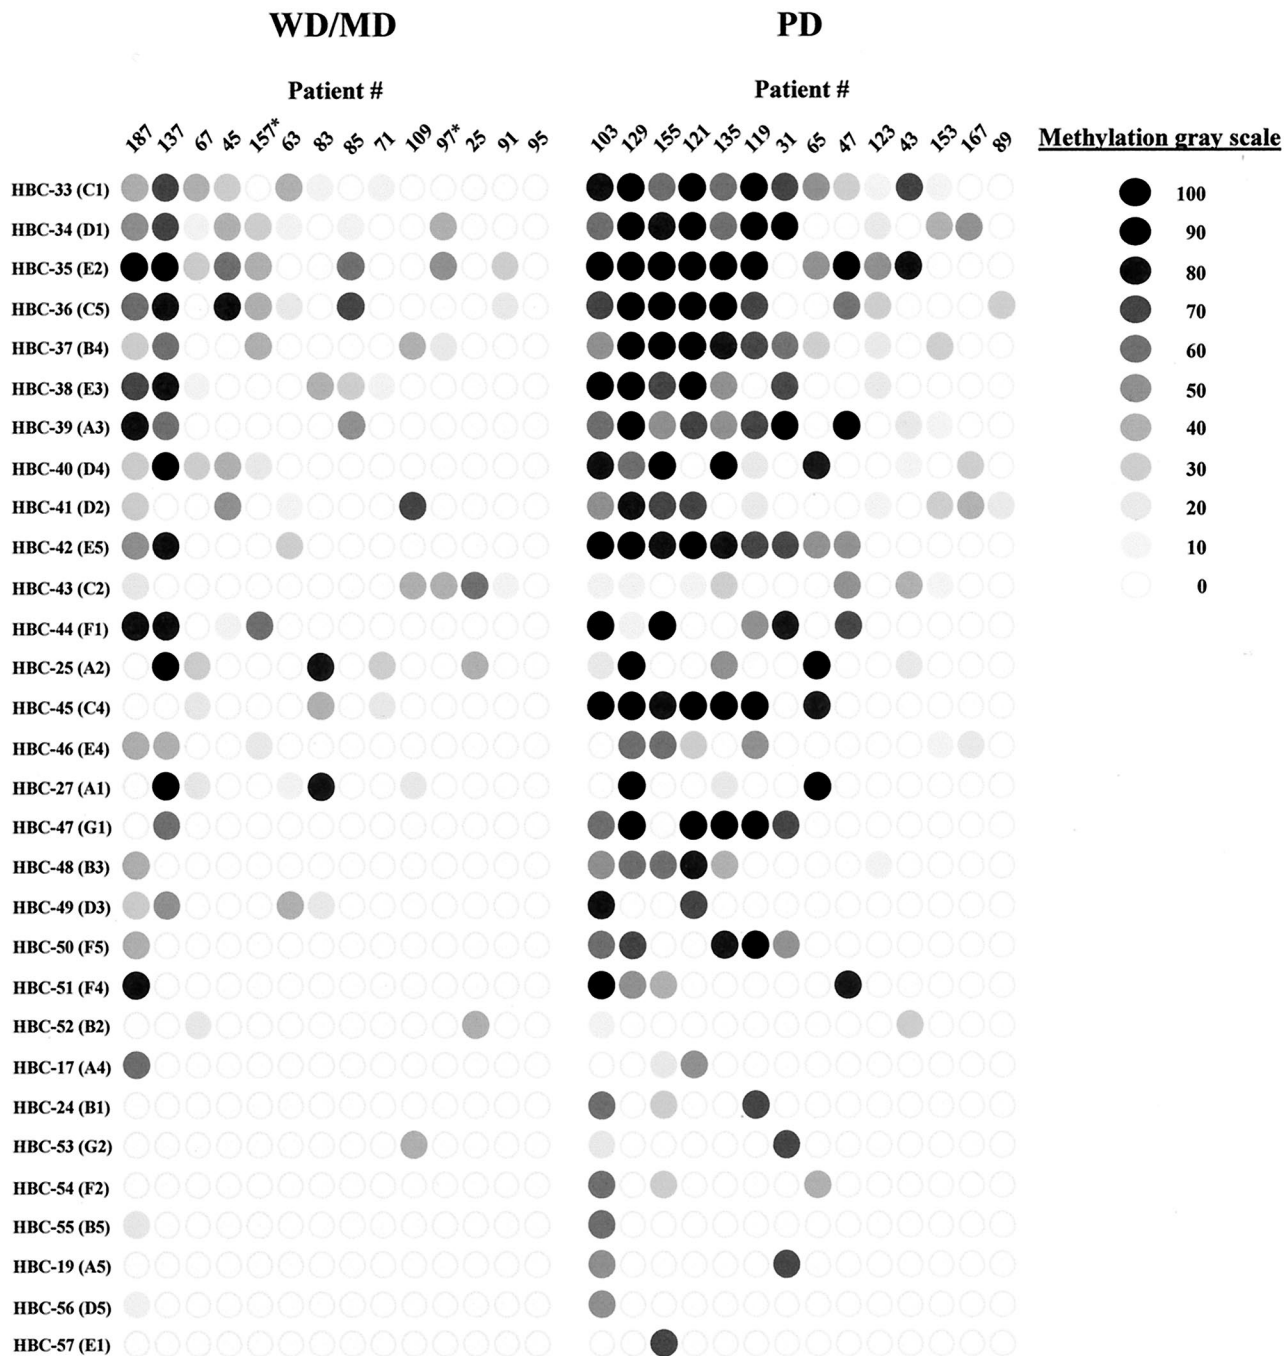 WD/MD PD
Patient # Patient #
187 137 67 45 157* 63 83 85 71 109 97* 25 91 95 103 129 155 121 135 119 31 65 47 123 43 153 167 89 Methylation gray scale
HBC-33 (C1) 100
HBC-34 (D1) 90
HBC-35 (E2) 80
HBC-36 (C5) 70
HBC-37 (B4) 60
HBC-38 (E3) 50
HBC-39 (A3) 40
HBC-40 (D4) 30
HBC-41 (D2) 20
HBC-42 (E5) 10
HBC-43 (C2) 0
HBC-44 (F1)
HBC-25 (A2)
HBC-45 (C4)
HBC-46 (E4)
HBC-27 (A1)
HBC-47 (G1)
HBC-48 (B3)
HBC-49 (D3)
HBC-50 (F5)
HBC-51 (F4)
HBC-52 (B2)
HBC-17 (A4)
HBC-24 (B1)
HBC-53 (G2)
HBC-54 (F2)
HBC-55 (B5)
HBC-19 (A5)
HBC-56 (D5)
HBC-57 (E1)